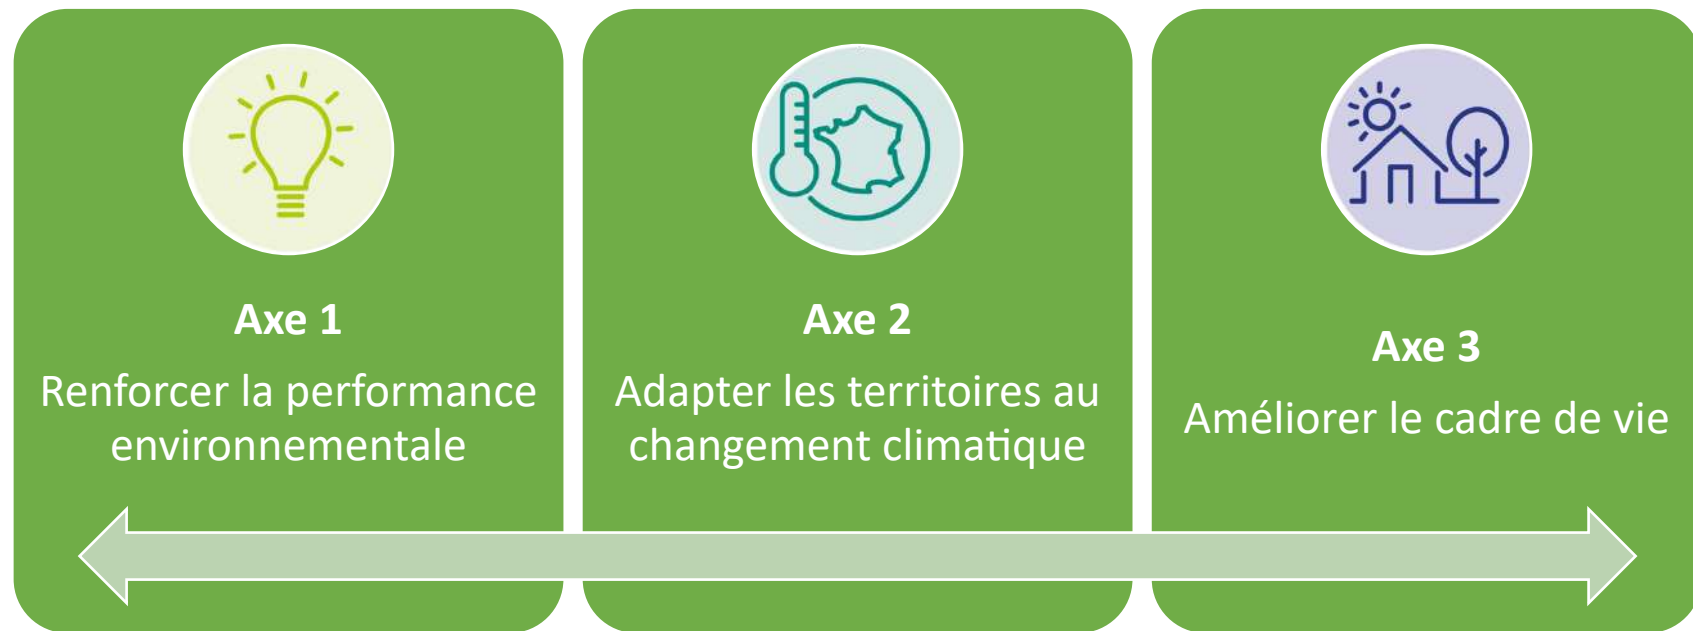 Axe 1
Renforcer la performance
environnementale
Axe 2
Adapter les territoires au
changement climatique
Axe 3
Améliorer le cadre de vie